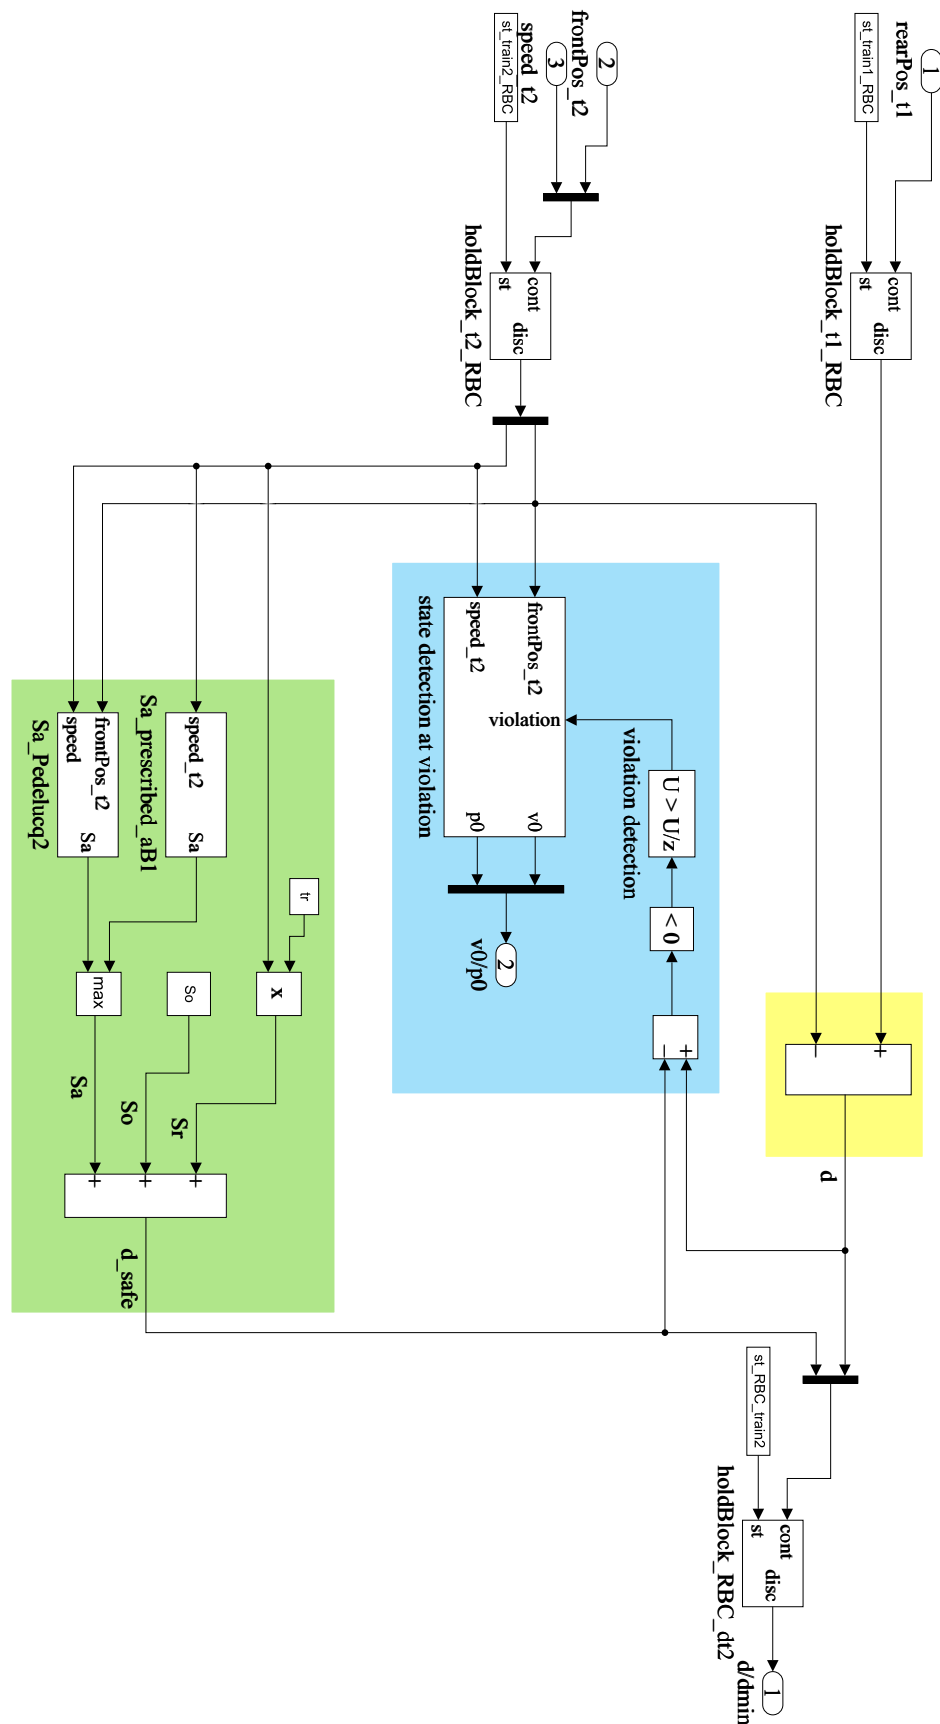 1
rearPos_t1
st_train1_RBC
cont
st
disc
holdBlock_t1_RBC
+
−
d
2
frontPos_t2
3
speed_t2
st_train2_RBC
cont
st
disc
holdBlock_t2_RBC
frontPos_t2
speed_t2
violation
v0
p0
state detection at violation
U > U/z
violation detection
< 0
+
−
2
v0/p0
speed_t2
Sa
Sa_prescribed_aB1
frontPos_t2
speed
Sa
Sa_Pedelucq2
tr
x
So
max
Sr
So
Sa
+
+
+
d_safe
st_RBC_train2
cont
st
disc
holdBlock_RBC_dt2
1
d/dmin